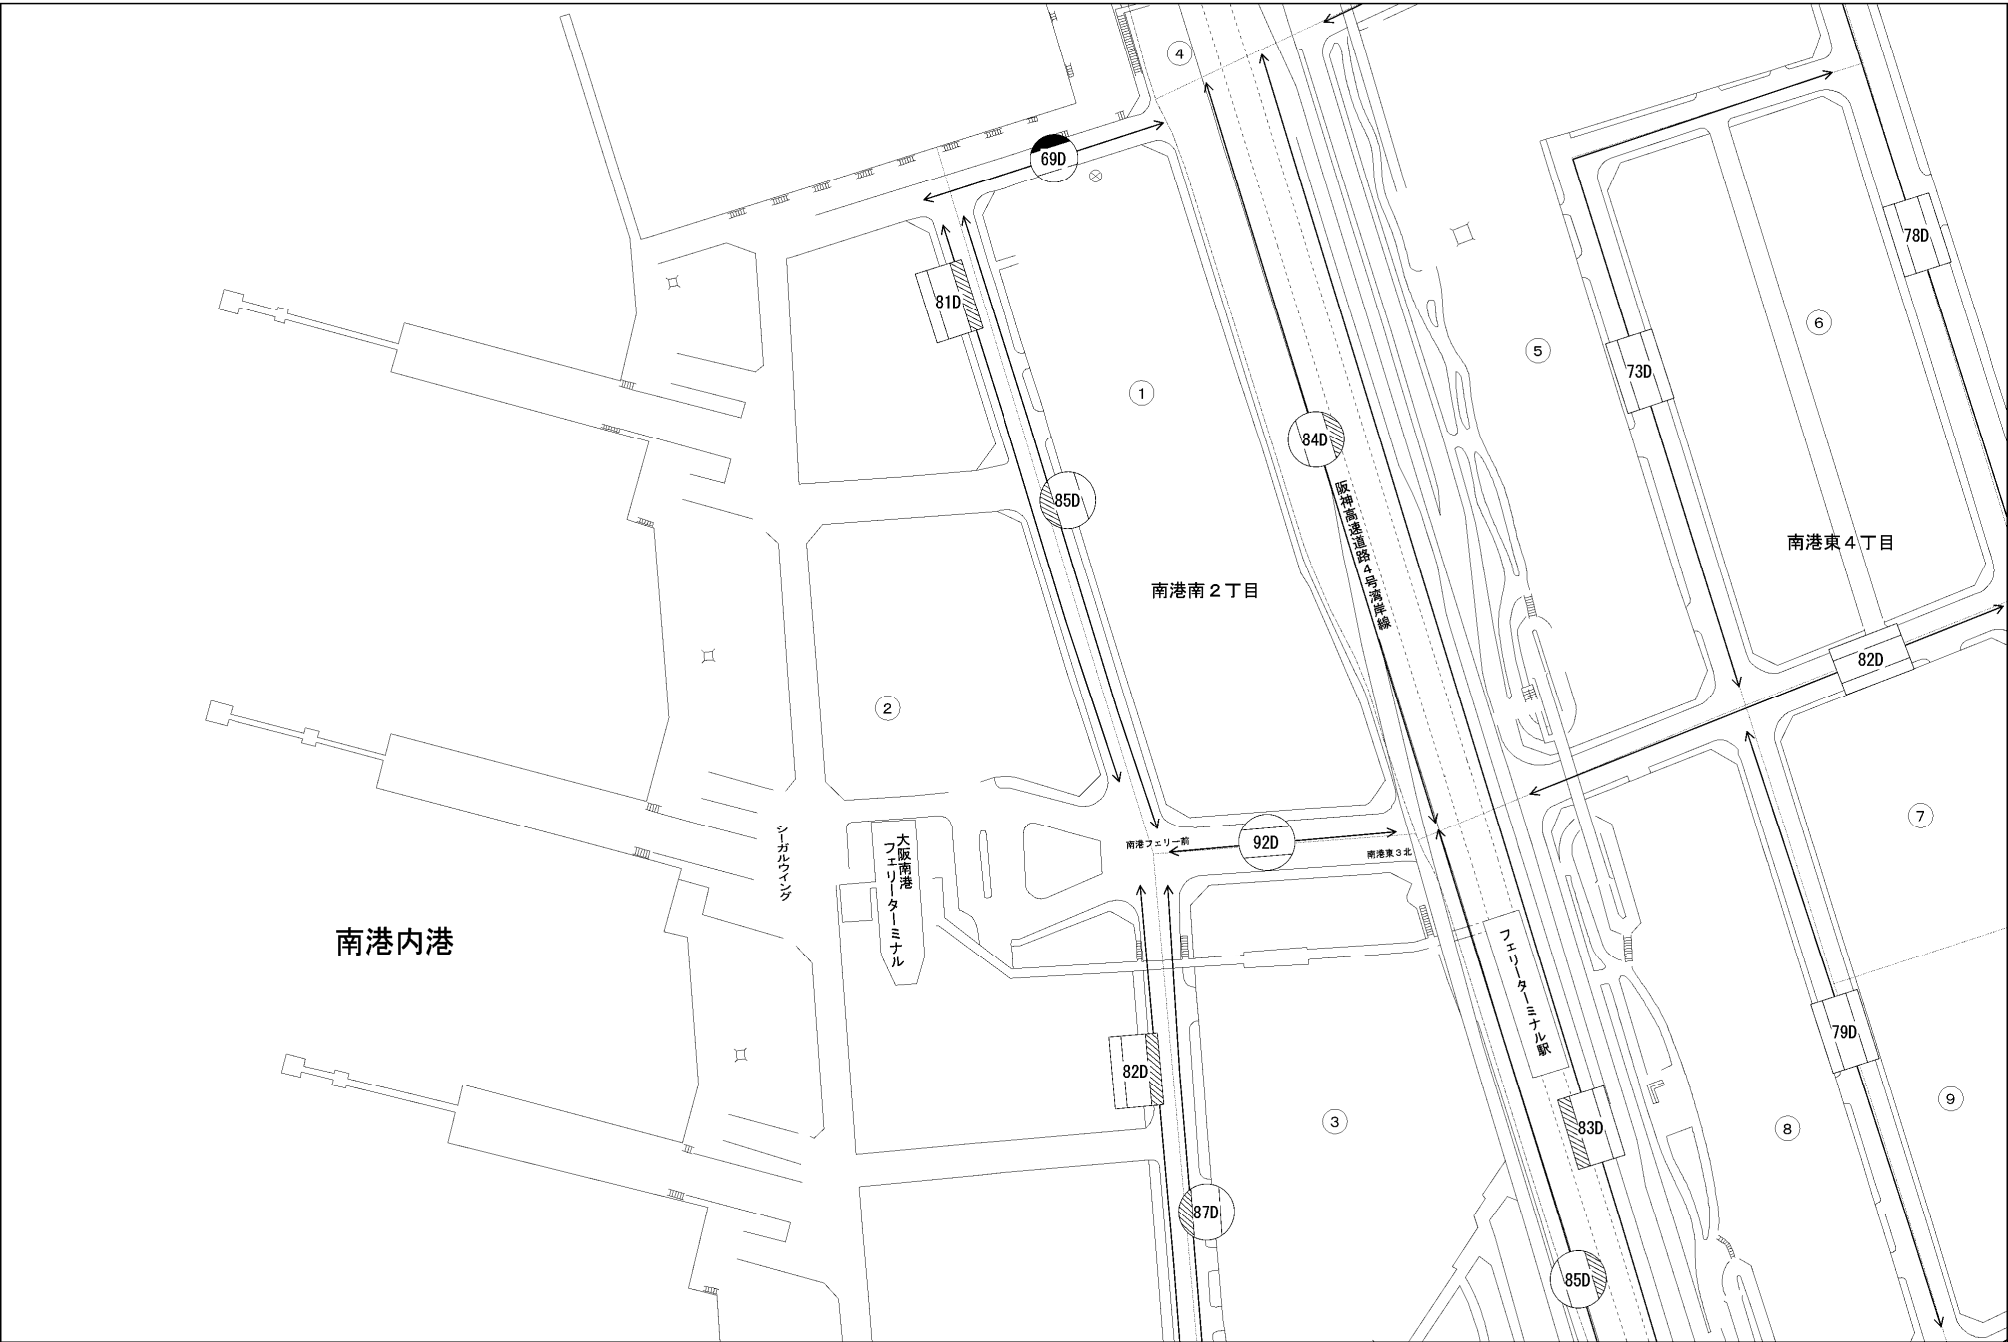 ④
69D
78D
81D
⑥
⑤
73D
①
84D
85D
阪神高速道路４号湾岸線
南港東４丁目
南港南２丁目
82D
②
⑦
シーガルウイング
大阪南港
フェリーターミナル
南港フェリー前
92D
南港東３北
南港内港
フェリーターミナル駅
79D
82D
⑨
③
83D
⑧
87D
85D